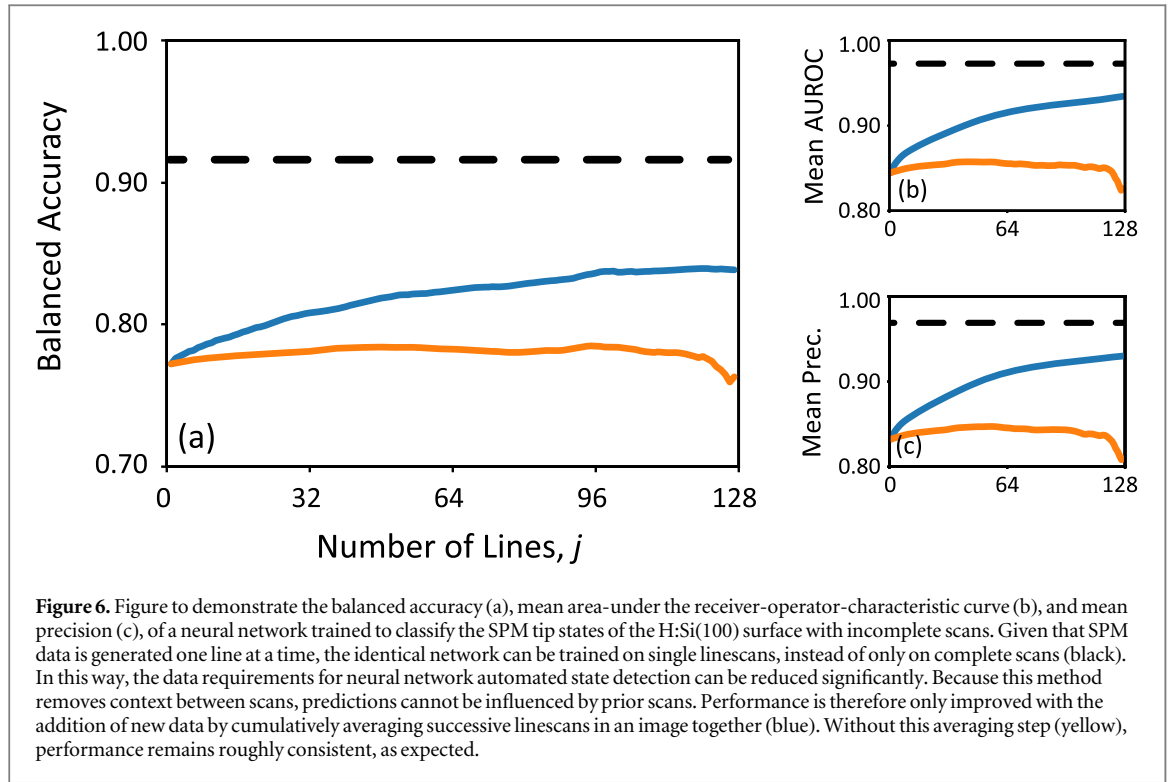 1.00
0.90
0.80
0.70
Balanced Accuracy
(a)
0 32 64 96 128
Number of Lines, j
1.00
0.90
0.80
Mean AUROC
(b)
0 64 128
1.00
0.90
0.80
Mean Prec.
(c)
0 64 128
Figure 6. Figure to demonstrate the balanced accuracy (a), mean area-under the receiver-operator-characteristic curve (b), and mean
precision (c), of a neural network trained to classify the SPM tip states of the H:Si(100) surface with incomplete scans. Given that SPM
data is generated one line at a time, the identical network can be trained on single linescans, instead of only on complete scans (black).
In this way, the data requirements for neural network automated state detection can be reduced significantly. Because this method
removes context between scans, predictions cannot be influenced by prior scans. Performance is therefore only improved with the
addition of new data by cumulatively averaging successive linescans in an image together (blue). Without this averaging step (yellow),
performance remains roughly consistent, as expected.